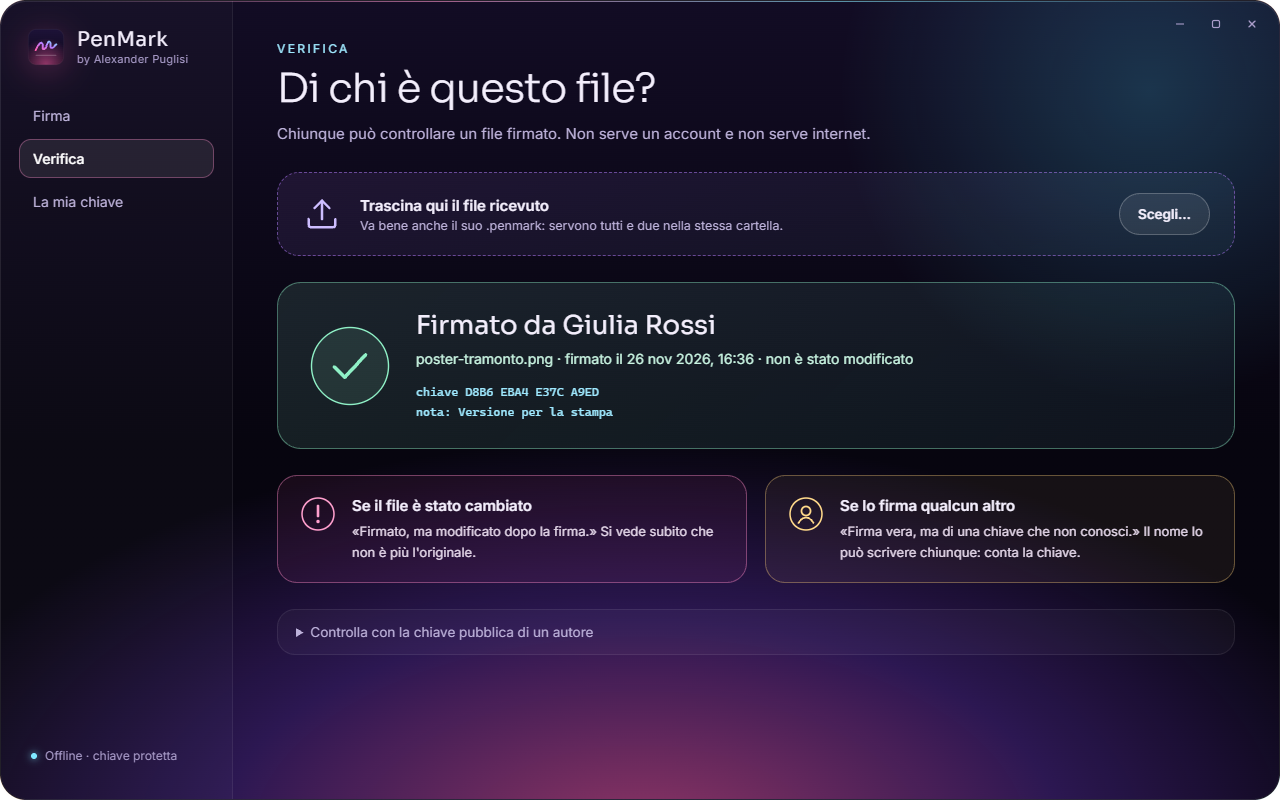 PenMark
by Alexander Puglisi
Firma
Verifica
La mia chiave
Offline · chiave protetta
VERIFICA
Di chi è questo file?
Chiunque può controllare un file firmato. Non serve un account e non serve internet.
Trascina qui il file ricevuto
Va bene anche il suo .penmark: servono tutti e due nella stessa cartella.
Scegli...
Firmato da Giulia Rossi
poster-tramonto.png · firmato il 26 nov 2026, 16:36 · non è stato modificato
chiave D8B6 EBA4 E37C A9ED
nota: Versione per la stampa
Se il file è stato cambiato
«Firmato, ma modificato dopo la firma.» Si vede subito che
non è più l'originale.
Se lo firma qualcun altro
«Firma vera, ma di una chiave che non conosci.» Il nome lo
può scrivere chiunque: conta la chiave.
Controlla con la chiave pubblica di un autore